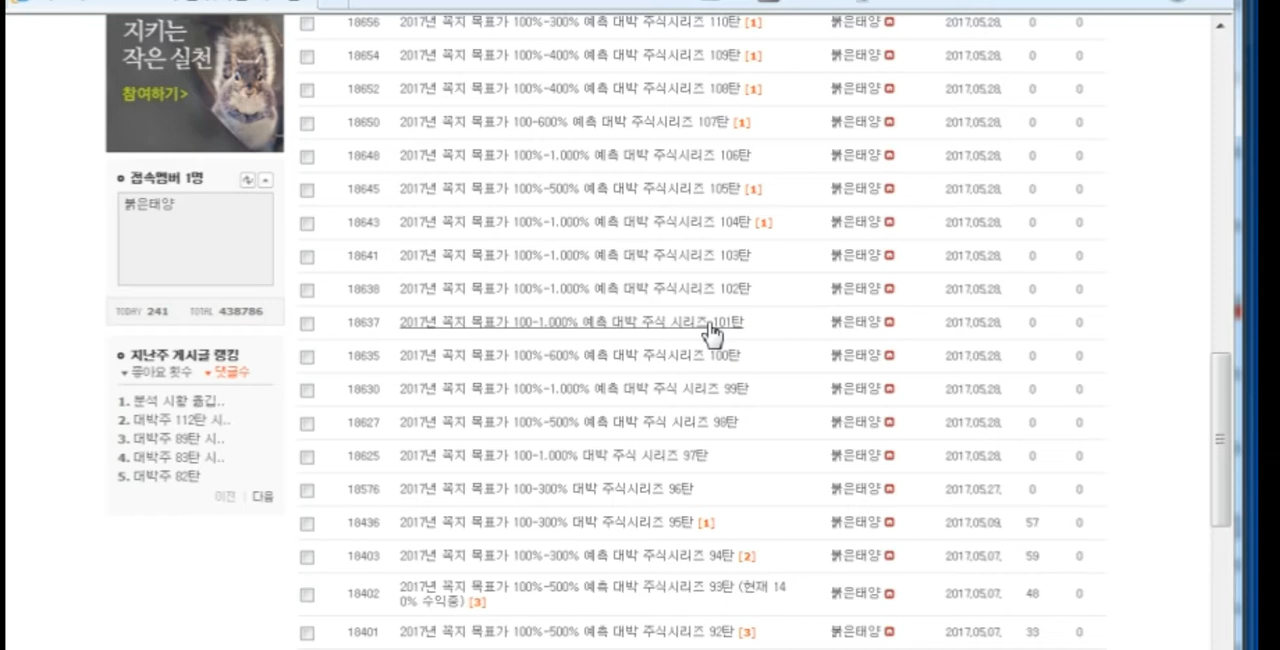 지키는
작은 실천
참여하기>
접속멤버 1명
붉은태양
TODAY 241 TOTAL 438786
지난주 게시글 랭킹
좋아요 횟수 댓글수
1. 분석 시황 옮김..
2. 대박주 112탄 시..
3. 대박주 89탄 시..
4. 대박주 83탄 시..
5. 대박주 82탄
이전 | 다음
18656 2017년 꼭지 목표가 100%-300% 예측 대박 주식시리즈 110탄 [1] 붉은태양 2017.05.28. 0 0
18654 2017년 꼭지 목표가 100%-400% 예측 대박 주식시리즈 109탄 [1] 붉은태양 2017.05.28. 0 0
18652 2017년 꼭지 목표가 100%-400% 예측 대박 주식시리즈 108탄 [1] 붉은태양 2017.05.28. 0 0
18650 2017년 꼭지 목표가 100-600% 예측 대박 주식시리즈 107탄 [1] 붉은태양 2017.05.28. 0 0
18648 2017년 꼭지 목표가 100%-1.000% 예측 대박 주식시리즈 106탄 붉은태양 2017.05.28. 0 0
18645 2017년 꼭지 목표가 100%-500% 예측 대박 주식시리즈 105탄 [1] 붉은태양 2017.05.28. 0 0
18643 2017년 꼭지 목표가 100%-1.000% 예측 대박 주식시리즈 104탄 [1] 붉은태양 2017.05.28. 0 0
18641 2017년 꼭지 목표가 100%-1.000% 예측 대박 주식시리즈 103탄 붉은태양 2017.05.28. 0 0
18638 2017년 꼭지 목표가 100%-1.000% 예측 대박 주식시리즈 102탄 붉은태양 2017.05.28. 0 0
18637 2017년 꼭지 목표가 100-1.000% 예측 대박 주식 시리즈 101탄 붉은태양 2017.05.28. 0 0
18635 2017년 꼭지 목표가 100%-600% 예측 대박 주식시리즈 100탄 붉은태양 2017.05.28. 0 0
18630 2017년 꼭지 목표가 100%-1.000% 예측 대박 주식 시리즈 99탄 붉은태양 2017.05.28. 0 0
18627 2017년 꼭지 목표가 100%-500% 예측 대박 주식 시리즈 98탄 붉은태양 2017.05.28. 0 0
18625 2017년 꼭지 목표가 100-1.000% 대박 주식 시리즈 97탄 붉은태양 2017.05.28. 0 0
18576 2017년 꼭지 목표가 100-300% 대박 주식시리즈 96탄 붉은태양 2017.05.27. 0 0
18436 2017년 꼭지 목표가 100-300% 대박 주식시리즈 95탄 [1] 붉은태양 2017.05.09. 57 0
18403 2017년 꼭지 목표가 100%-300% 예측 대박 주식시리즈 94탄 [2] 붉은태양 2017.05.07. 59 0
18402 2017년 꼭지 목표가 100%-500% 예측 대박 주식시리즈 93탄 (현재 14
0% 수익중) [3] 붉은태양 2017.05.07. 48 0
18401 2017년 꼭지 목표가 100%-500% 예측 대박 주식시리즈 92탄 [3] 붉은태양 2017.05.07. 33 0